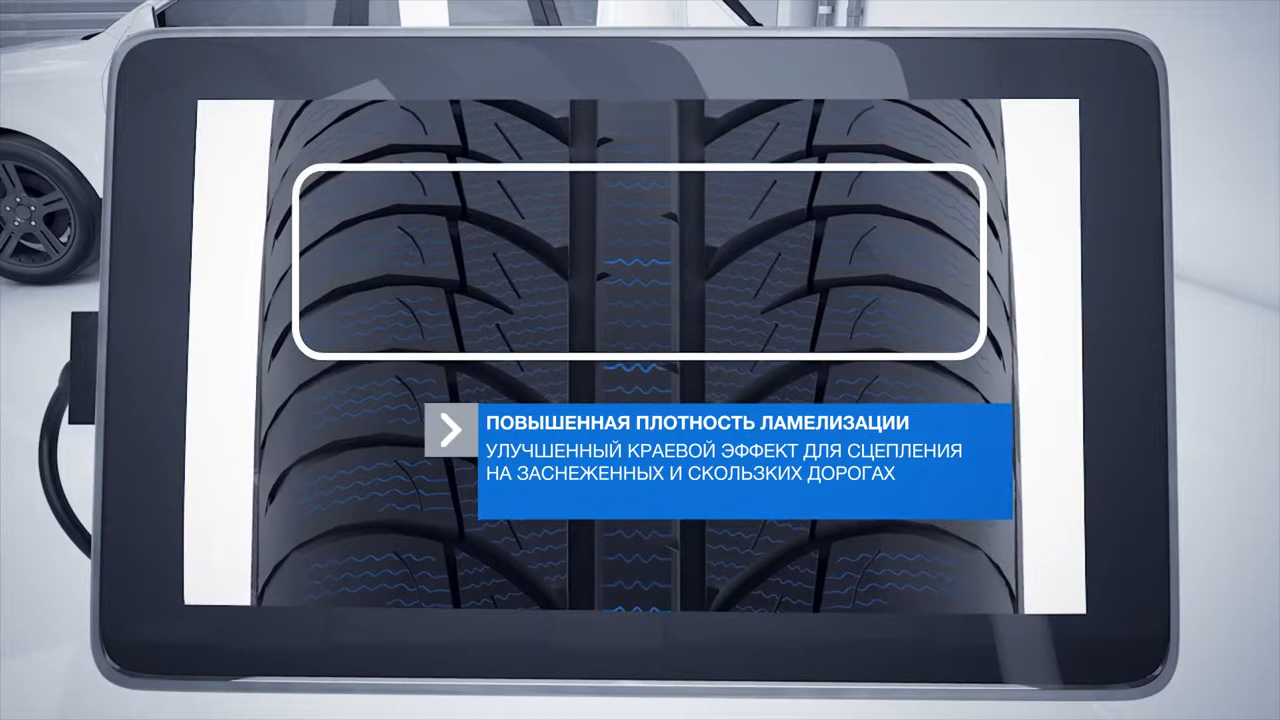 ПОВЫШЕННАЯ ПЛОТНОСТЬ ЛАМЕЛИЗАЦИИ
УЛУЧШЕННЫЙ КРАЕВОЙ ЭФФЕКТ ДЛЯ СЦЕПЛЕНИЯ
НА ЗАСНЕЖЕННЫХ И СКОЛЬЗКИХ ДОРОГАХ